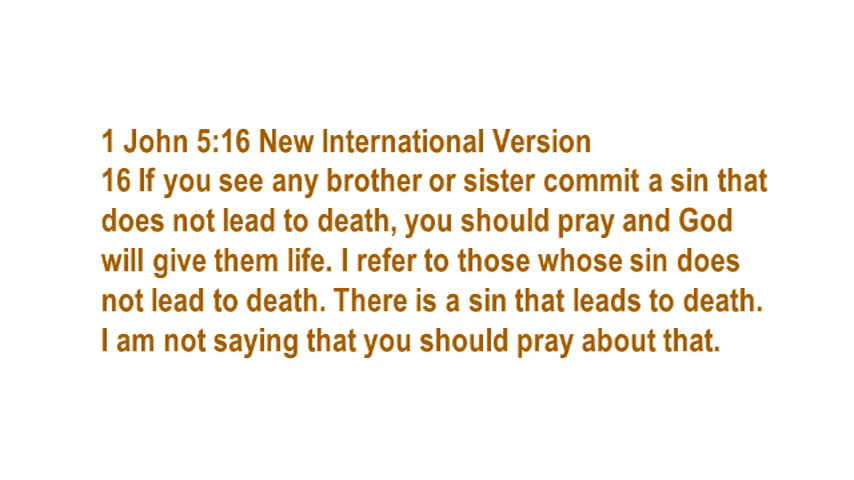 1 John 5:16 New International Version
16 If you see any brother or sister commit a sin that
does not lead to death, you should pray and God
will give them life. I refer to those whose sin does
not lead to death. There is a sin that leads to death.
I am not saying that you should pray about that.